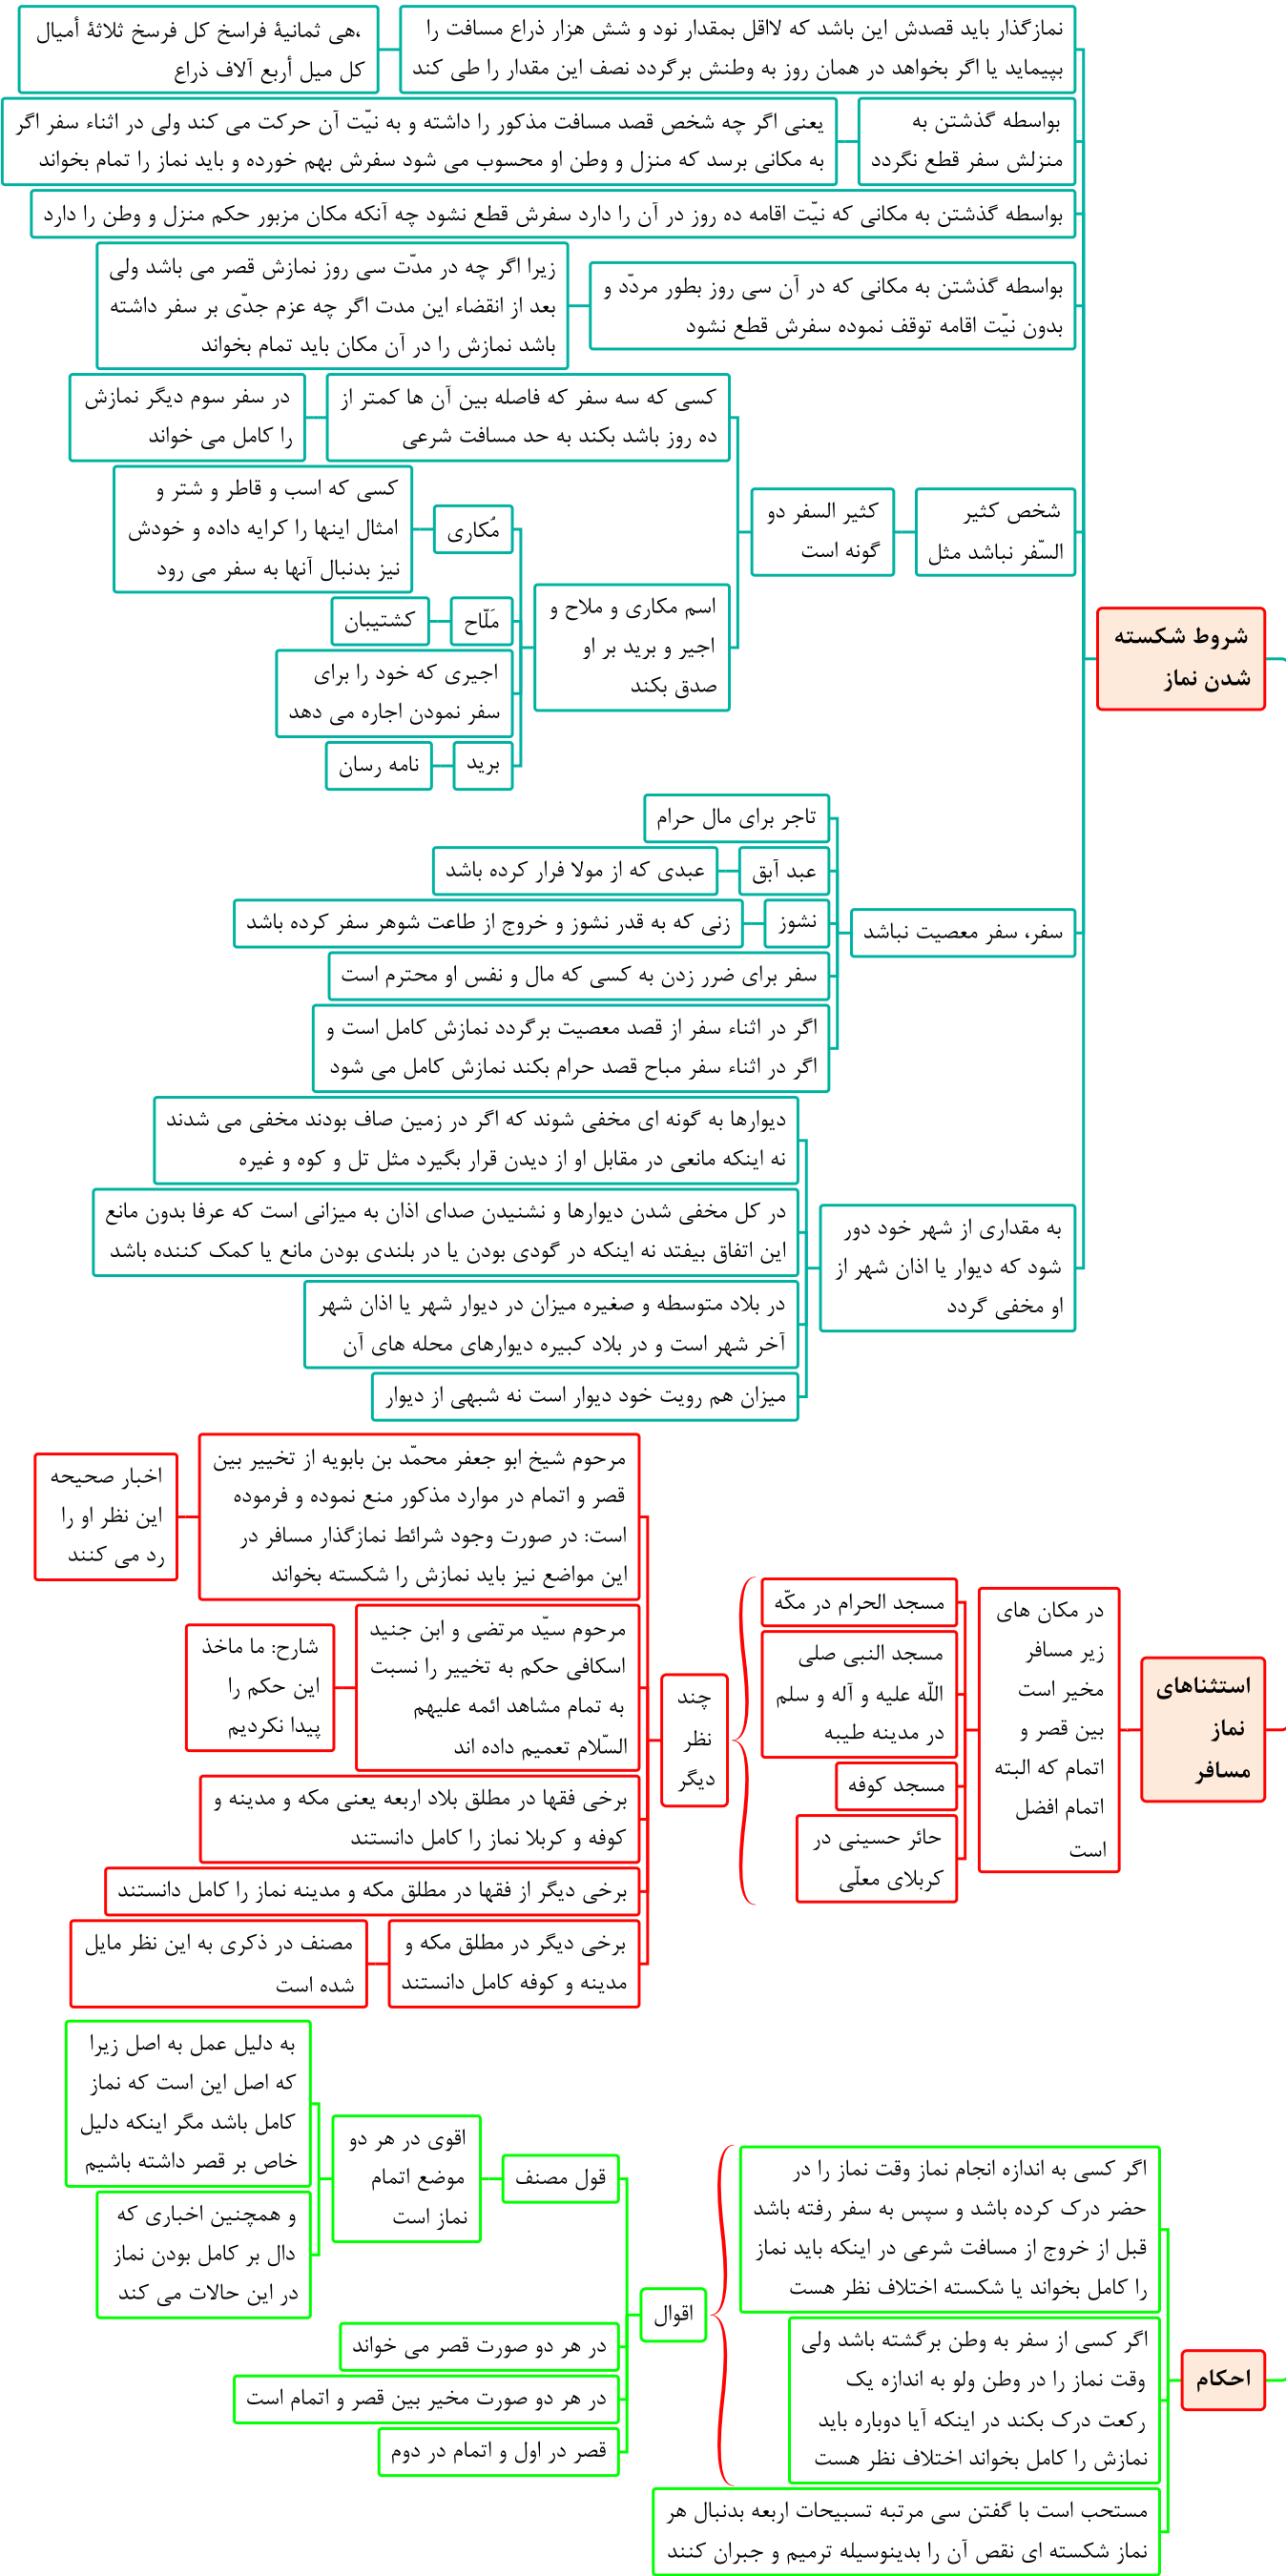 شروط شکسته
شدن نماز
نمازگذار باید قصدش این باشد که لااقل بمقدار نود و شش هزار ذراع مسافت را
بپیماید یا اگر بخواهد در همان روز به وطنش برگردد نصف این مقدار را طی کند
،هی ثمانیة فراسخ کل فرسخ ثلاثة أمیال
کل میل أربع آلاف ذراع
بواسطه گذشتن به
منزلش سفر قطع نگردد
یعنی اگر چه شخص قصد مسافت مذکور را داشته و به نیّت آن حرکت می کند ولی در اثناء سفر اگر
به مکانی برسد که منزل و وطن او محسوب می شود سفرش بهم خورده و باید نماز را تمام بخواند
بواسطه گذشتن به مکانی که نیّت اقامه ده روز در آن را دارد سفرش قطع نشود چه آنکه مکان مزبور حکم منزل و وطن را دارد
بواسطه گذشتن به مکانی که در آن سی روز بطور مردّد و
بدون نیّت اقامه توقف نموده سفرش قطع نشود
زیرا اگر چه در مدّت سی روز نمازش قصر می باشد ولی
بعد از انقضاء این مدت اگر چه عزم جدّی بر سفر داشته
باشد نمازش را در آن مکان باید تمام بخواند
شخص کثیر
السّفر نباشد مثل
کثیر السفر دو
گونه است
کسی که سه سفر که فاصله بین آن ها کمتر از
ده روز باشد بکند به حد مسافت شرعی
در سفر سوم دیگر نمازش
را کامل می خواند
اسم مکاری و ملاح و
اجیر و برید بر او
صدق بکند
مُکاری
کسی که اسب و قاطر و شتر و
امثال اینها را کرایه داده و خودش
نیز بدنبال آنها به سفر می رود
مَلّاح
کشتیبان
اجیری که خود را برای
سفر نمودن اجاره می دهد
برید
نامه رسان
سفر، سفر معصیت نباشد
تاجر برای مال حرام
عبد آبق
عبدی که از مولا فرار کرده باشد
نشوز
زنی که به قدر نشوز و خروج از طاعت شوهر سفر کرده باشد
سفر برای ضرر زدن به کسی که مال و نفس او محترم است
اگر در اثناء سفر از قصد معصیت برگردد نمازش کامل است و
اگر در اثناء سفر مباح قصد حرام بکند نمازش کامل می شود
به مقداری از شهر خود دور
شود که دیوار یا اذان شهر از
او مخفی گردد
دیوارها به گونه ای مخفی شوند که اگر در زمین صاف بودند مخفی می شدند
نه اینکه مانعی در مقابل او از دیدن قرار بگیرد مثل تل و کوه و غیره
در کل مخفی شدن دیوارها و نشنیدن صدای اذان به میزانی است که عرفا بدون مانع
این اتفاق بیفتد نه اینکه در گودی بودن یا در بلندی بودن مانع یا کمک کننده باشد
در بلاد متوسطه و صغیره میزان در دیوار شهر یا اذان شهر
آخر شهر است و در بلاد کبیره دیوارهای محله های آن
میزان هم رویت خود دیوار است نه شبهی از دیوار
استثناهای
نماز
مسافر
در مکان های
زیر مسافر
مخیر است
بین قصر و
اتمام که البته
اتمام افضل
است
مسجد الحرام در مکّه
مسجد النبی صلی
اللّه علیه و آله و سلم
در مدینه طیبه
مسجد کوفه
حائر حسینی در
کربلای معلّی
چند
نظر
دیگر
مرحوم شیخ ابو جعفر محمّد بن بابویه از تخییر بین
قصر و اتمام در موارد مذکور منع نموده و فرموده
است: در صورت وجود شرائط نمازگذار مسافر در
این مواضع نیز باید نمازش را شکسته بخواند
اخبار صحیحه
این نظر او را
رد می کنند
مرحوم سیّد مرتضی و ابن جنید
اسکافی حکم به تخییر را نسبت
به تمام مشاهد ائمه علیهم
السّلام تعمیم داده اند
شارح: ما ماخذ
این حکم را
پیدا نکردیم
برخی فقها در مطلق بلاد اربعه یعنی مکه و مدینه و
کوفه و کربلا نماز را کامل دانستند
برخی دیگر از فقها در مطلق مکه و مدینه نماز را کامل دانستند
برخی دیگر در مطلق مکه و
مدینه و کوفه کامل دانستند
مصنف در ذکری به این نظر مایل
شده است
احکام
اگر کسی به اندازه انجام نماز وقت نماز را در
حضر درک کرده باشد و سپس به سفر رفته باشد
قبل از خروج از مسافت شرعی در اینکه باید نماز
را کامل بخواند یا شکسته اختلاف نظر هست
اگر کسی از سفر به وطن برگشته باشد ولی
وقت نماز را در وطن ولو به اندازه یک
رکعت درک بکند در اینکه آیا دوباره باید
نمازش را کامل بخواند اختلاف نظر هست
اقوال
قول مصنف
اقوی در هر دو
موضع اتمام
نماز است
به دلیل عمل به اصل زیرا
که اصل این است که نماز
کامل باشد مگر اینکه دلیل
خاص بر قصر داشته باشیم
و همچنین اخباری که
دال بر کامل بودن نماز
در این حالات می کند
در هر دو صورت قصر می خواند
در هر دو صورت مخیر بین قصر و اتمام است
قصر در اول و اتمام در دوم
مستحب است با گفتن سی مرتبه تسبیحات اربعه بدنبال هر
نماز شکسته ای نقص آن را بدینوسیله ترمیم و جبران کنند